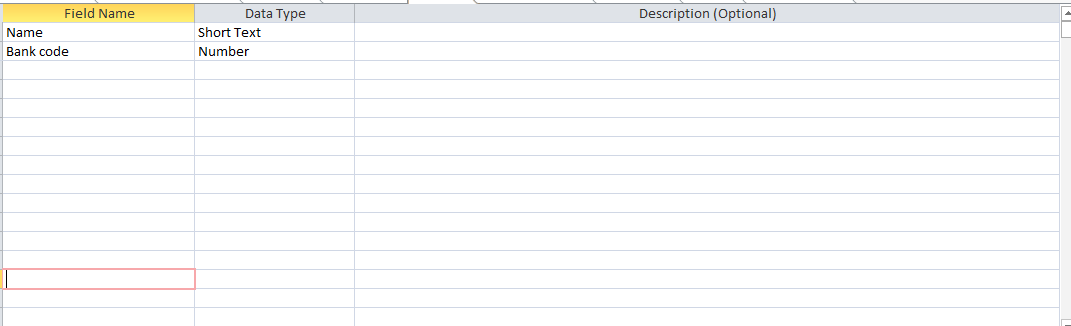 Field Name Data Type Description (Optional)
Name Short Text
Bank code Number